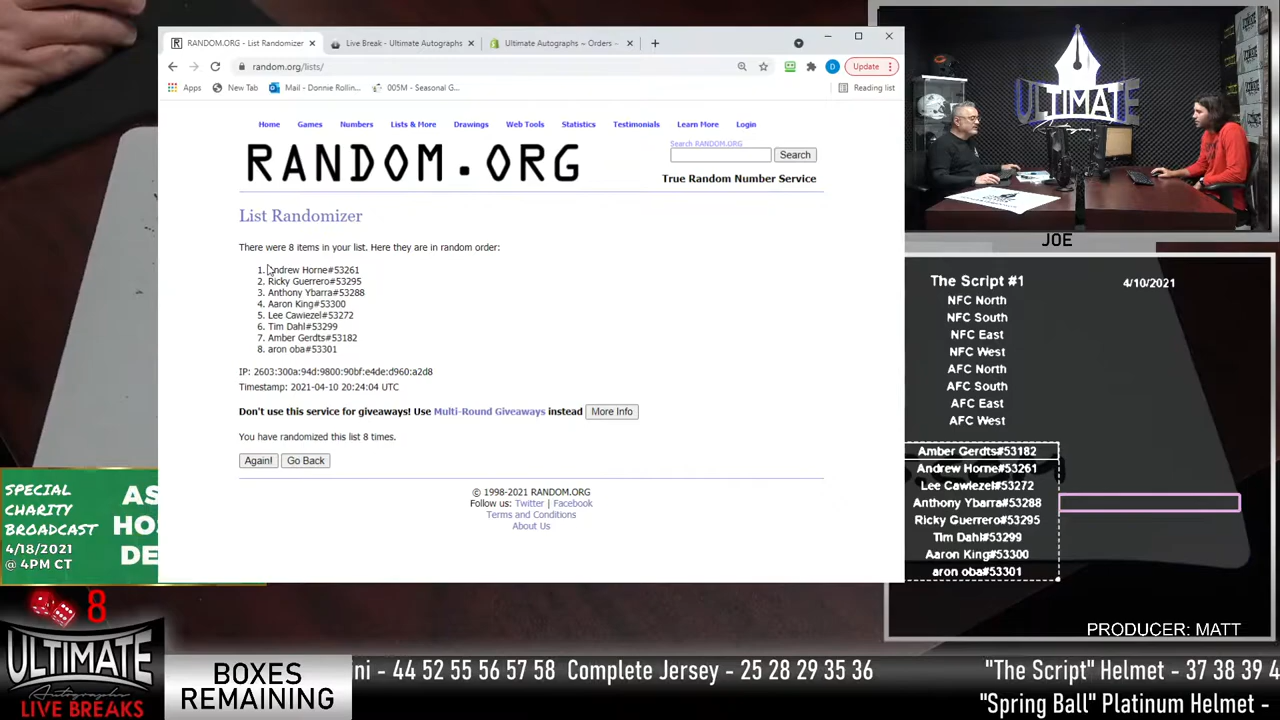 RANDOM.ORG - List Randomizer
Live Break - Ultimate Autographs
Ultimate Autographs ~ Orders -
random.org/lists/
Update
Apps
New Tab
Mail - Donnie Rollin...
005M - Seasonal G...
Reading list
Home Games Numbers Lists & More Drawings Web Tools Statistics Testimonials Learn More Login
RANDOM.ORG
Search RANDOM.ORG
Search
True Random Number Service
List Randomizer
There were 8 items in your list. Here they are in random order:
1. Andrew Horne#53261
2. Ricky Guerrero#53295
3. Anthony Ybarra#53288
4. Aaron King#53300
5. Lee Cawiezel#53272
6. Tim Dahl#53299
7. Amber Gerdts#53182
8. aron oba#53301
IP: 2603:300a:94d:9800:90bf:e4de:d960:a2d8
Timestamp: 2021-04-10 20:24:04 UTC
Don't use this service for giveaways! Use Multi-Round Giveaways instead More Info
You have randomized this list 8 times.
Again! Go Back
© 1998-2021 RANDOM.ORG
Follow us: Twitter | Facebook
Terms and Conditions
About Us
ULTIMATE
JOE
The Script #1 4/10/2021
NFC North
NFC South
NFC East
NFC West
AFC North
AFC South
AFC East
AFC West
Amber Gerdts#53182
Andrew Horne#53261
Lee Cawiezel#53272
Anthony Ybarra#53288
Ricky Guerrero#53295
Tim Dahl#53299
Aaron King#53300
aron oba#53301
PRODUCER: MATT
SPECIAL
CHARITY
BROADCAST
4/18/2021
@ 4PM CT
AS
HO
DE
8
ULTIMATE
Autographs
LIVE BREAKS
BOXES
REMAINING
ni - 44 52 55 56 57 58 Complete Jersey - 25 28 29 35 36 "The Script" Helmet - 37 38 39 4
"Spring Ball" Platinum Helmet -